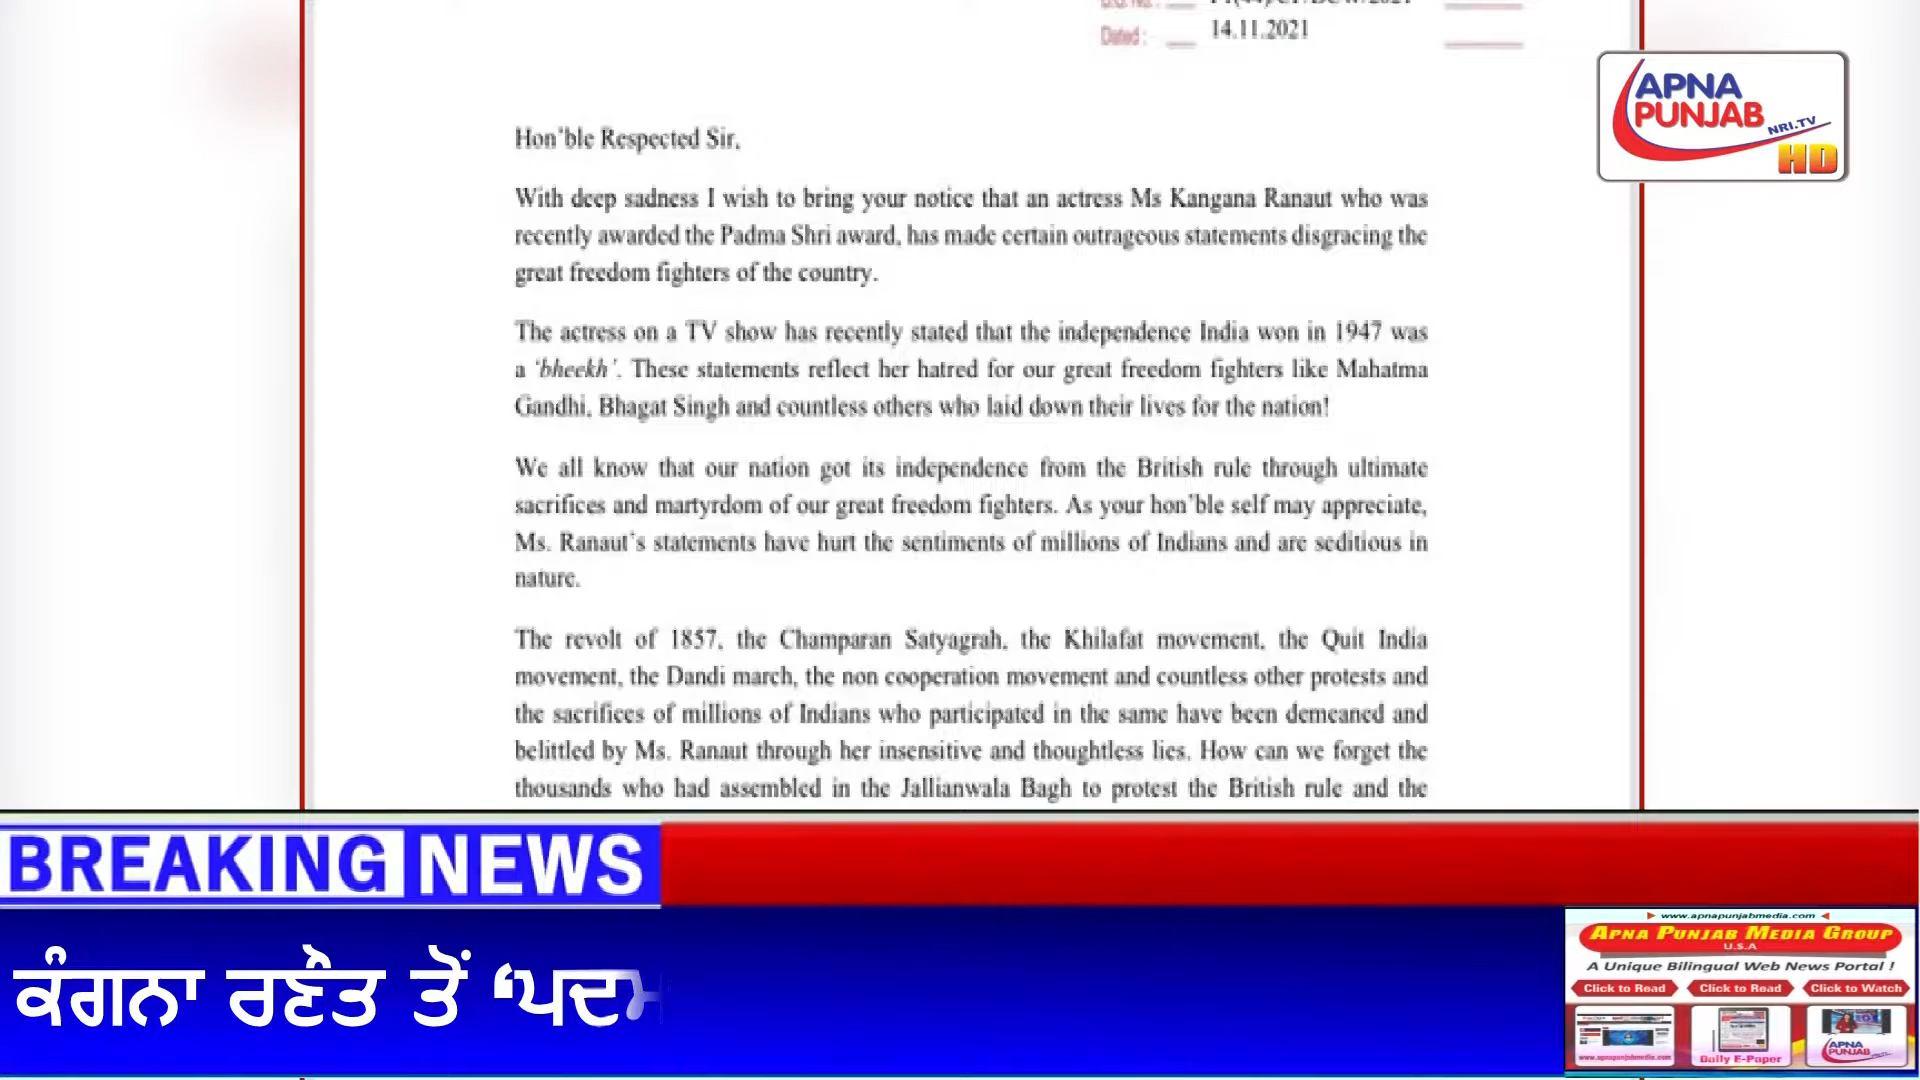 14.11.2021
Dated :
APNA
PUNJAB
NRI.TV
HD
Hon'ble Respected Sir,
With deep sadness I wish to bring your notice that an actress Ms Kangana Ranaut who was
recently awarded the Padma Shri award, has made certain outrageous statements disgracing the
great freedom fighters of the country.
The actress on a TV show has recently stated that the independence India won in 1947 was
a 'bheekh'. These statements reflect her hatred for our great freedom fighters like Mahatma
Gandhi, Bhagat Singh and countless others who laid down their lives for the nation!
We all know that our nation got its independence from the British rule through ultimate
sacrifices and martyrdom of our great freedom fighters. As your hon'ble self may appreciate,
Ms. Ranaut's statements have hurt the sentiments of millions of Indians and are seditious in
nature.
The revolt of 1857, the Champaran Satyagrah, the Khilafat movement, the Quit India
movement, the Dandi march, the non cooperation movement and countless other protests and
the sacrifices of millions of Indians who participated in the same have been demeaned and
belittled by Ms. Ranaut through her insensitive and thoughtless lies. How can we forget the
thousands who had assembled in the Jallianwala Bagh to protest the British rule and the
BREAKING NEWS
ਕੰਗਨਾ ਰਣੌਤ ਤੋਂ ‘ਪਦਮ
www.apnapunjabmedia.com
APNA PUNJAB MEDIA GROUP
U.S.A
A Unique Bilingual Web News Portal !
Click to Read Click to Read Click to Watch
www.apnapunjabmedia.com
Daily E-Paper
APNA
PUNJAB